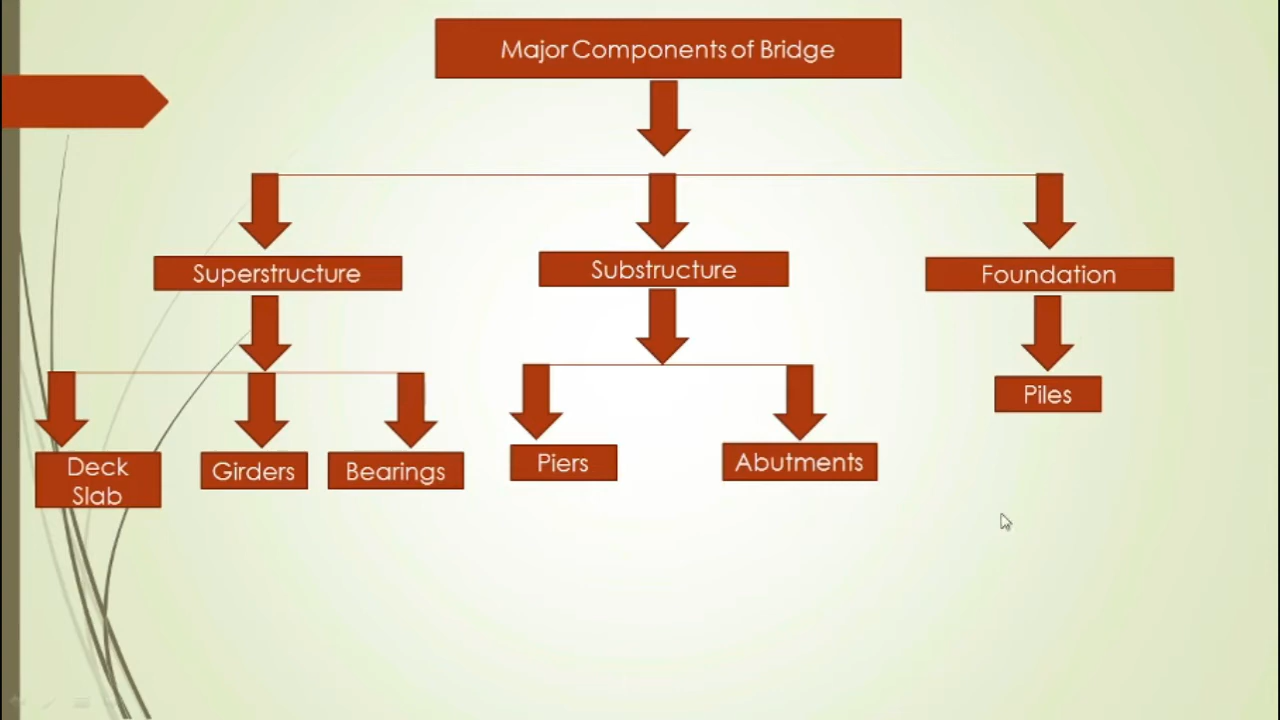 Major Components of Bridge
Superstructure
Substructure
Foundation
Deck
Slab
Girders
Bearings
Piers
Abutments
Piles